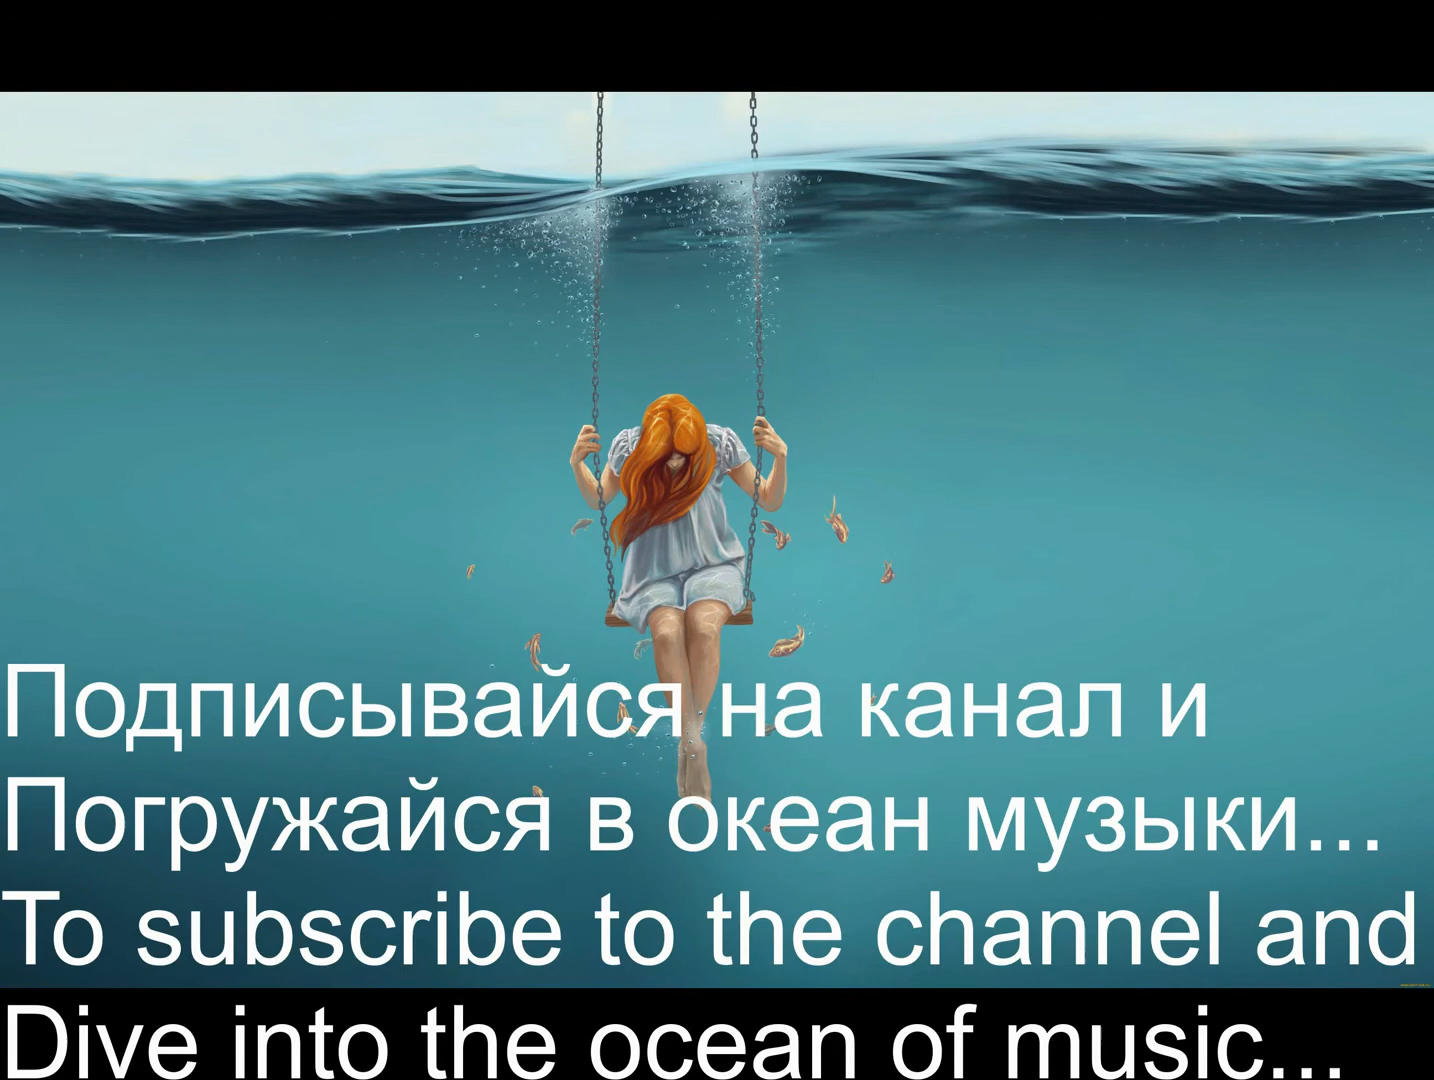 Подписывайся на канал и
Погружайся в океан музыки...
To subscribe to the channel and
Dive into the ocean of music...